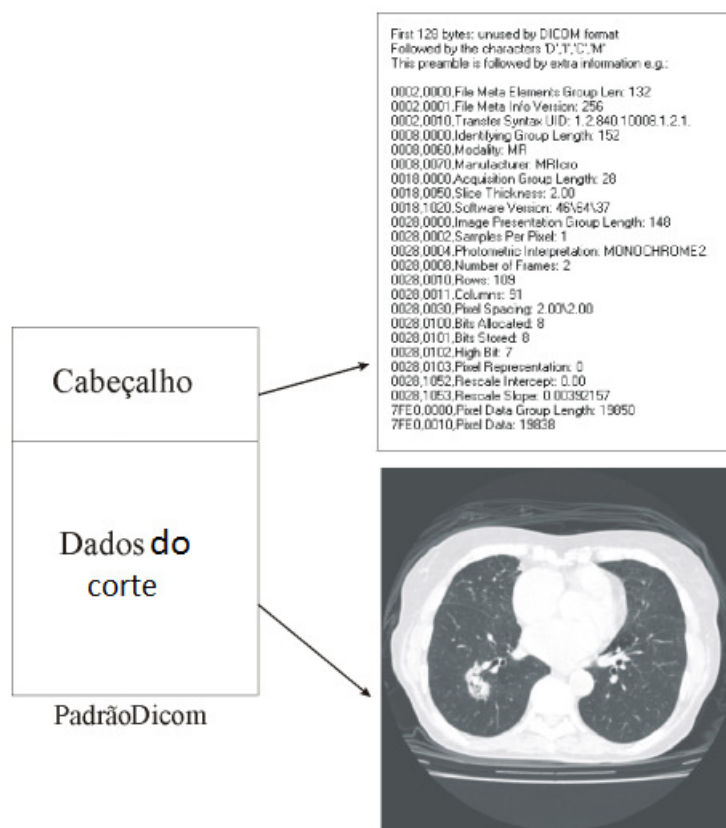 First 128 bytes: unused by DICOM format
Followed by the characters 'D','I','C','M'
This preamble is followed by extra information e.g.:
0002,0000,File Meta Elements Group Len: 132
0002,0001,File Meta Info Version: 256
0002,0010,Transfer Syntax UID: 1.2.840.10008.1.2.1.
0008,0000,Identifying Group Length: 152
0008,0060,Modality: MR
0008,0070,Manufacturer: MRIcro
0018,0000,Acquisition Group Length: 28
0018,0050,Slice Thickness: 2.00
0018,1020,Software Version: 46\64\37
0028,0000,Image Presentation Group Length: 148
0028,0002,Samples Per Pixel: 1
0028,0004,Photometric Interpretation: MONOCHROME2.
0028,0008,Number of Frames: 2
0028,0010,Rows: 109
0028,0011,Columns: 91
0028,0030,Pixel Spacing: 2.00\2.00
0028,0100,Bits Allocated: 8
0028,0101,Bits Stored: 8
0028,0102,High Bit: 7
0028,0103,Pixel Representation: 0
0028,1052,Rescale Intercept: 0.00
0028,1053,Rescale Slope: 0.00392157
7FE0,0000,Pixel Data Group Length: 19850
7FE0,0010,Pixel Data: 19838
Cabeçalho
Dados do
corte
PadrãoDicom